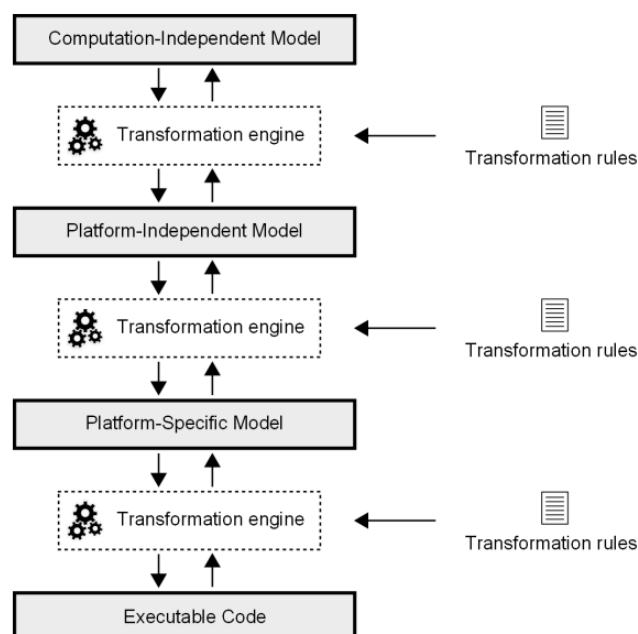 Computation-Independent Model
Transformation engine
Transformation rules
Platform-Independent Model
Transformation engine
Transformation rules
Platform-Specific Model
Transformation engine
Transformation rules
Executable Code